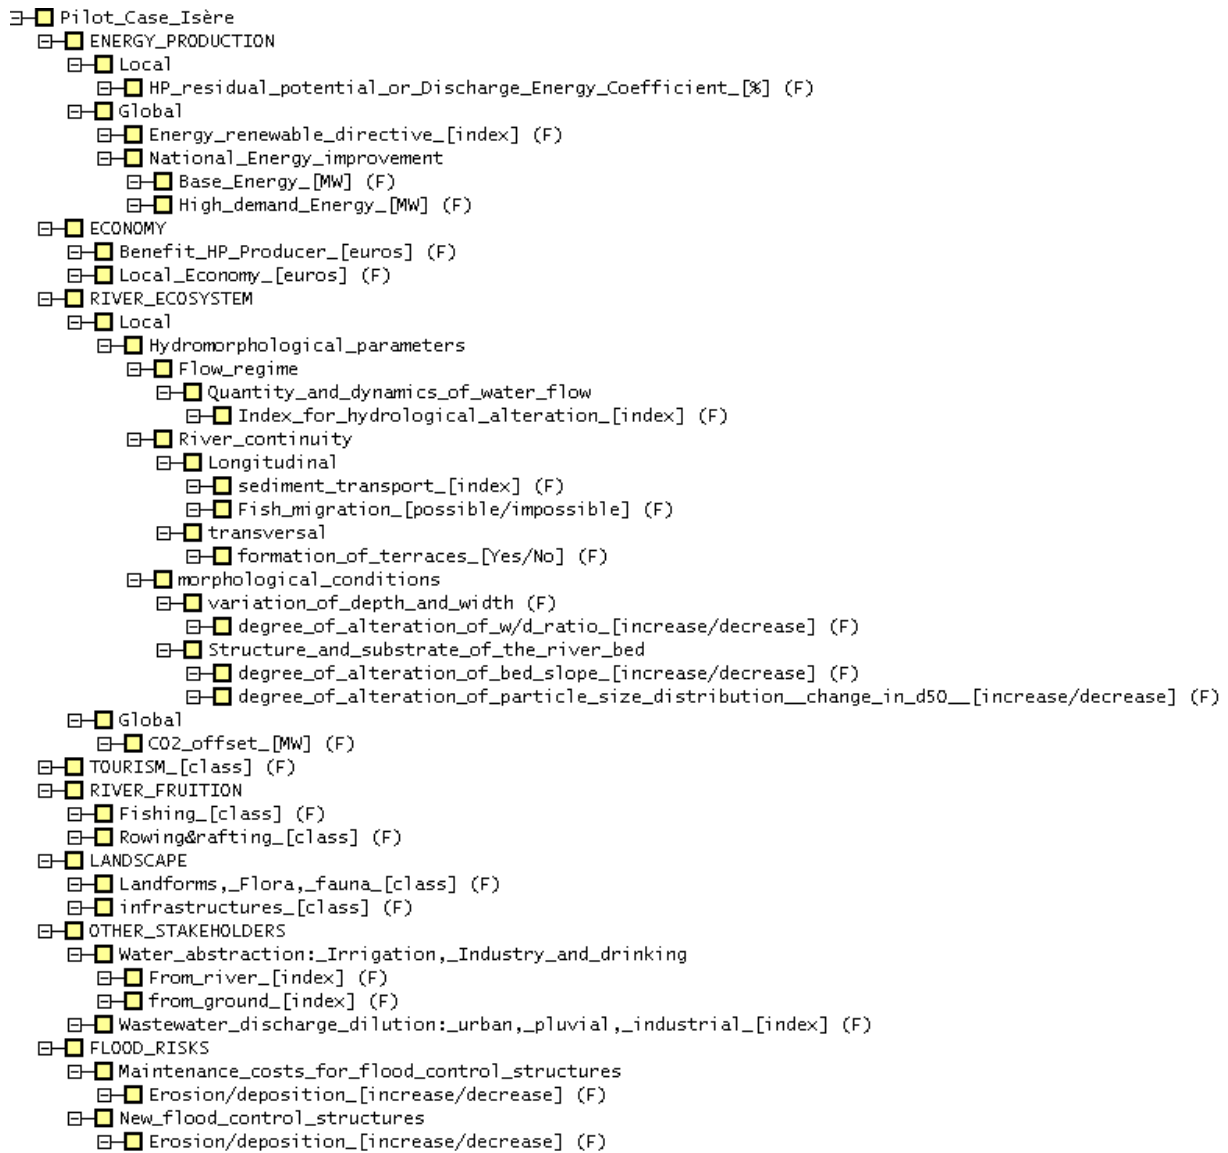 Pilot_Case_Isère
ENERGY_PRODUCTION
Local
HP_residual_potential_or_Discharge_Energy_Coefficient_[%] (F)
Global
Energy_renewable_directive_[index] (F)
National_Energy_improvement
Base_Energy_[MW] (F)
High_demand_Energy_[MW] (F)
ECONOMY
Benefit_HP_Producer_[euros] (F)
Local_Economy_[euros] (F)
RIVER_ECOSYSTEM
Local
Hydromorphological_parameters
Flow_regime
Quantity_and_dynamics_of_water_flow
Index_for_hydrological_alteration_[index] (F)
River_continuity
Longitudinal
sediment_transport_[index] (F)
Fish_migration_[possible/impossible] (F)
transversal
formation_of_terraces_[Yes/No] (F)
morphological_conditions
variation_of_depth_and_width (F)
degree_of_alteration_of_w/d_ratio_[increase/decrease] (F)
Structure_and_substrate_of_the_river_bed
degree_of_alteration_of_bed_slope_[increase/decrease] (F)
degree_of_alteration_of_particle_size_distribution__change_in_d50__[increase/decrease] (F)
Global
CO2_offset_[MW] (F)
TOURISM_[class] (F)
RIVER_FRUITION
Fishing_[class] (F)
Rowing&rafting_[class] (F)
LANDSCAPE
Landforms,_Flora,_fauna_[class] (F)
infrastructures_[class] (F)
OTHER_STAKEHOLDERS
Water_abstraction:_Irrigation,_Industry_and_drinking
From_river_[index] (F)
from_ground_[index] (F)
Wastewater_discharge_dilution:_urban,_pluvial,_industrial_[index] (F)
FLOOD_RISKS
Maintenance_costs_for_flood_control_structures
Erosion/deposition_[increase/decrease] (F)
New_flood_control_structures
Erosion/deposition_[increase/decrease] (F)